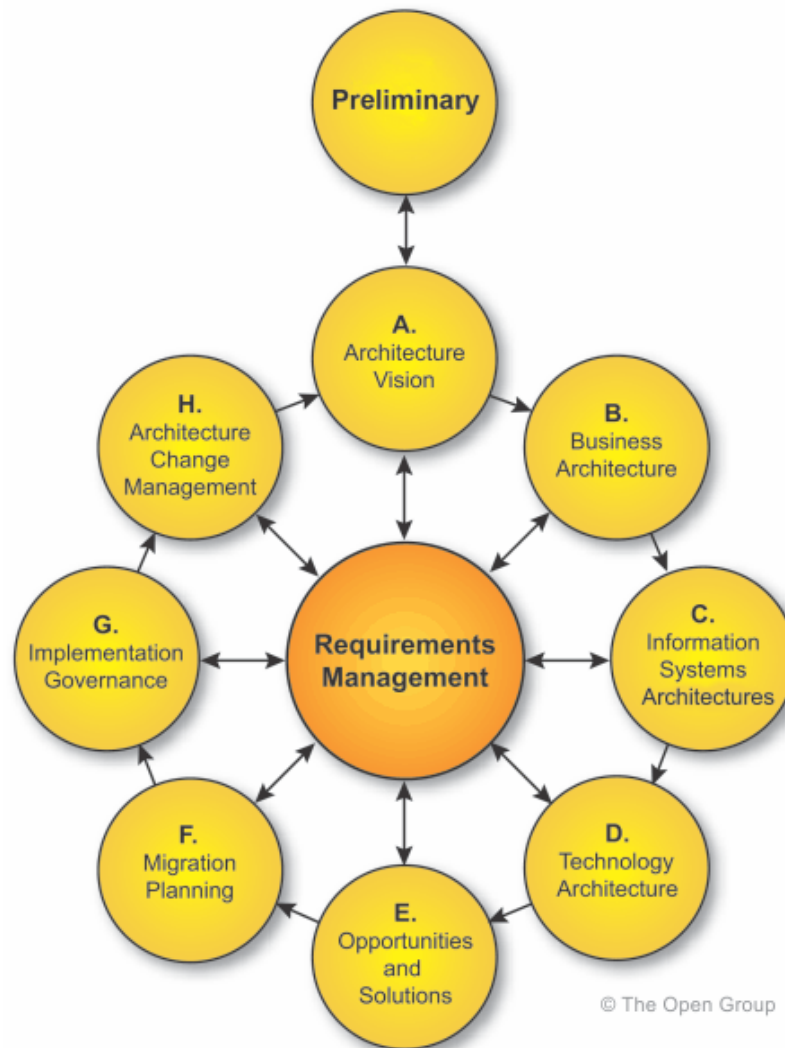 Preliminary
A.
Architecture
Vision
H.
Architecture
Change
Management
B.
Business
Architecture
G.
Implementation
Governance
Requirements
Management
C.
Information
Systems
Architectures
F.
Migration
Planning
D.
Technology
Architecture
E.
Opportunities
and
Solutions
© The Open Group